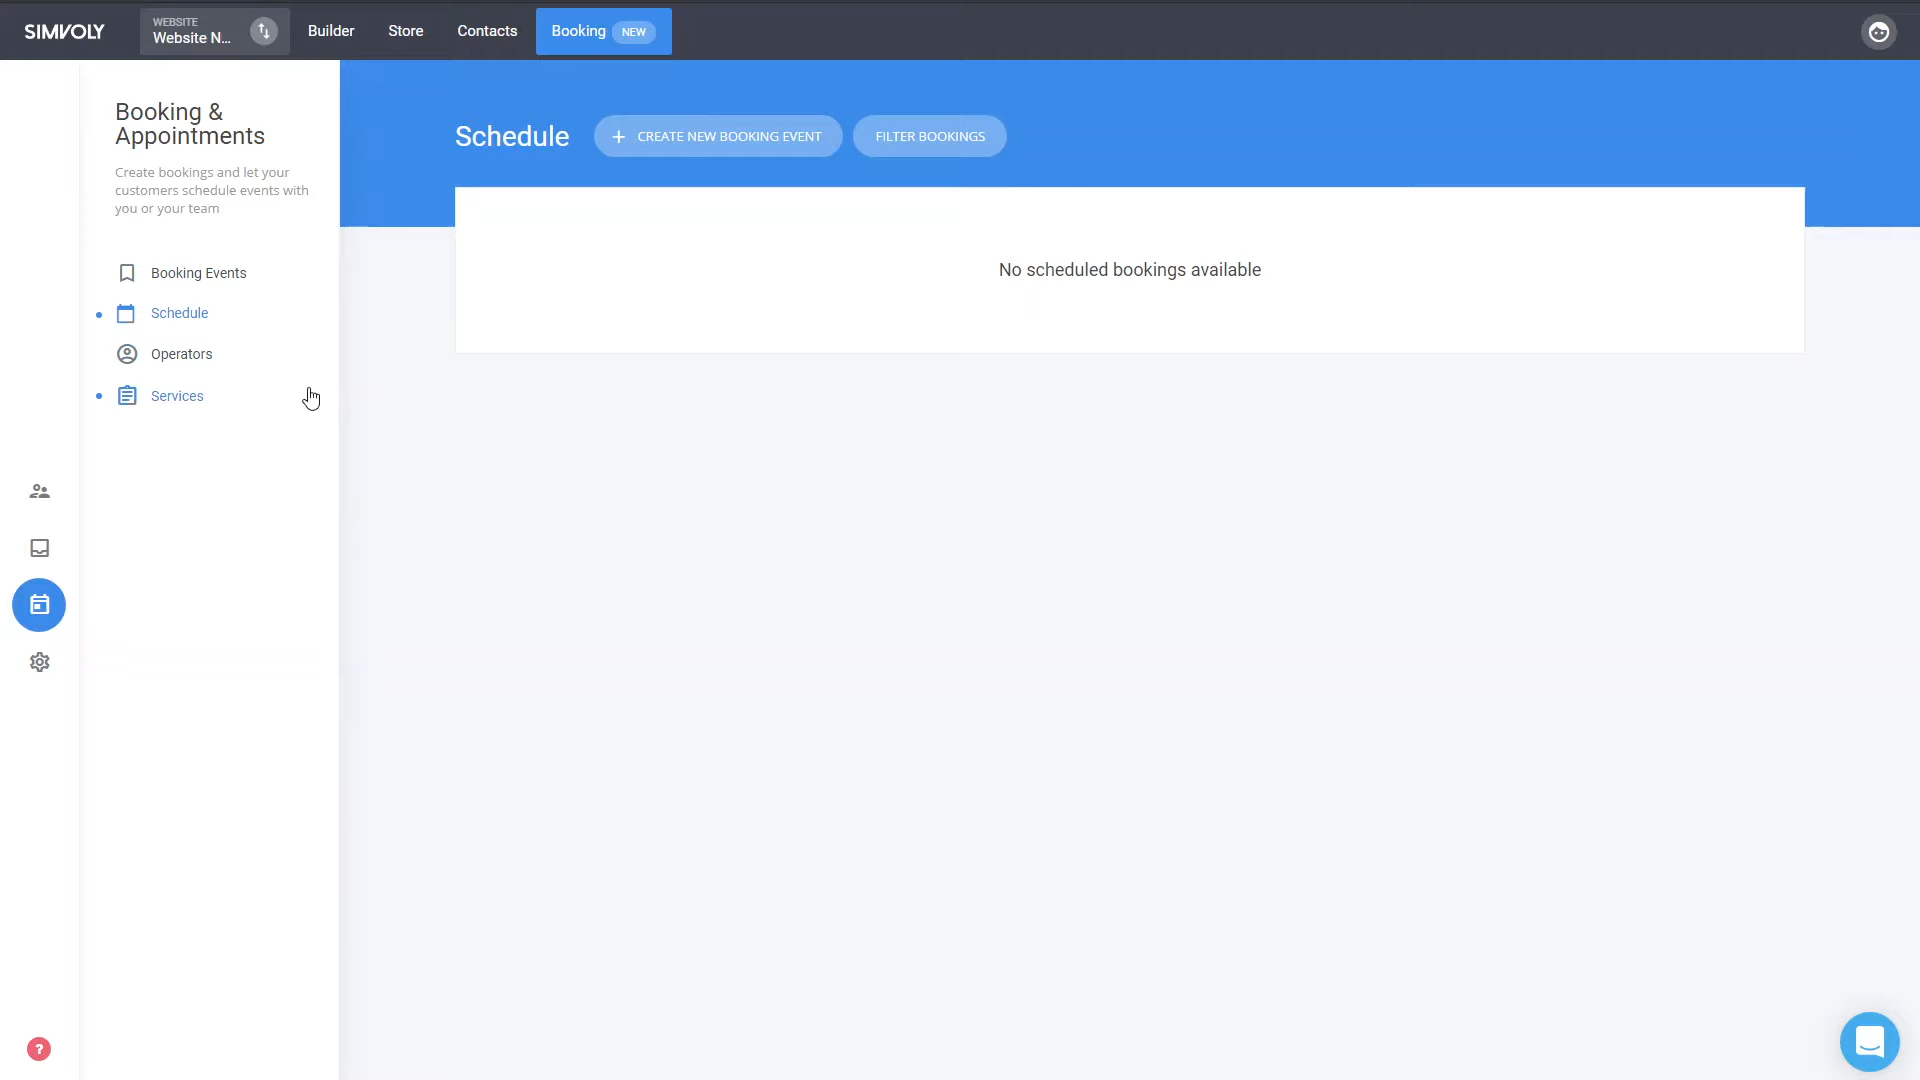 SIMVOLY
WEBSITE
Website N...
Builder
Store
Contacts
Booking NEW
Booking &
Appointments
Create bookings and let your
customers schedule events with
you or your team
Booking Events
Schedule
Operators
Services
Schedule
+ CREATE NEW BOOKING EVENT
FILTER BOOKINGS
No scheduled bookings available
?